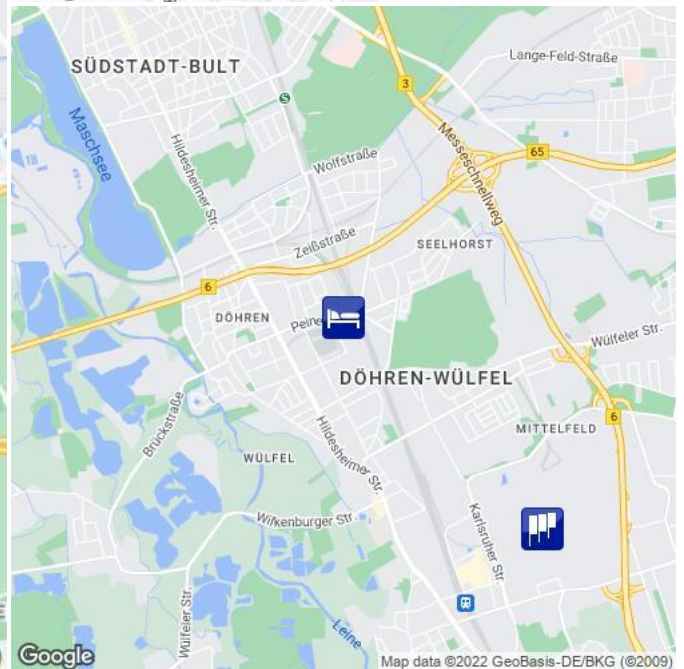 SÜDSTADT-BULT
Lange-Feld-Straße
3
Maschsee
Hildesheimer Str.
S
Messeschnellweg
65
Wolfstraße
Zeißstraße
SEELHORST
6
DÖHREN
Peine
Wülfeler Str.
DÖHREN-WÜLFEL
6
Brückstraße
MITTELFELD
Hildesheimer Str.
WÜLFEL
Wilkenburger Str.
Karlsruher Str
Wülfeler Str.
Leine
Google
Map data ©2022 GeoBasis-DE/BKG (©2009)